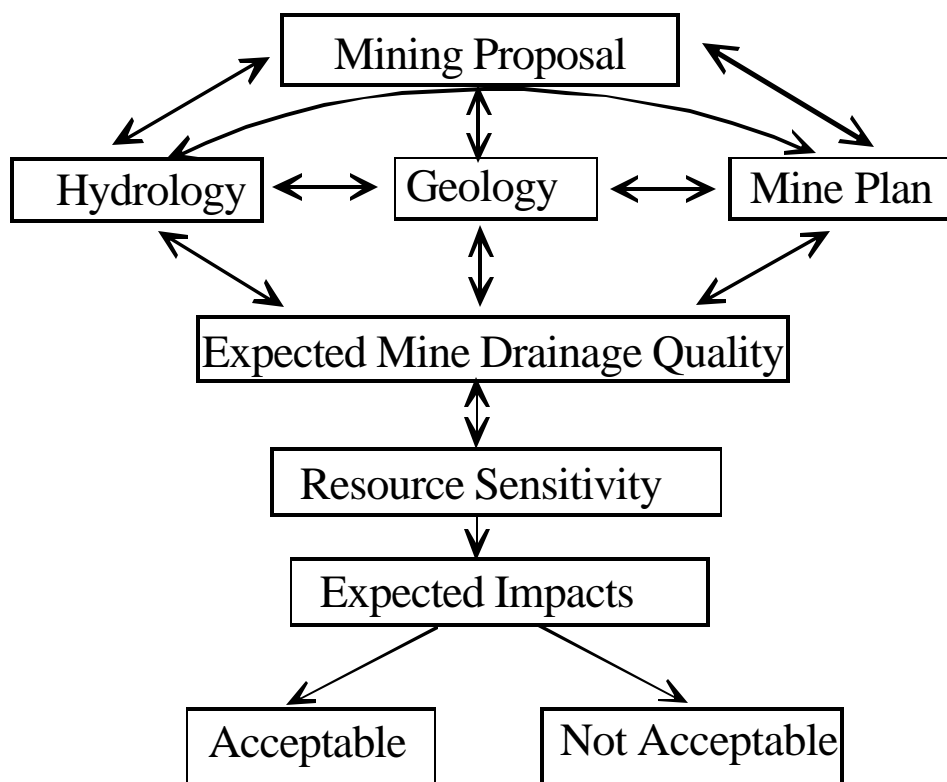 Mining Proposal
Hydrology
Geology
Mine Plan
Expected Mine Drainage Quality
Resource Sensitivity
Expected Impacts
Acceptable
Not Acceptable